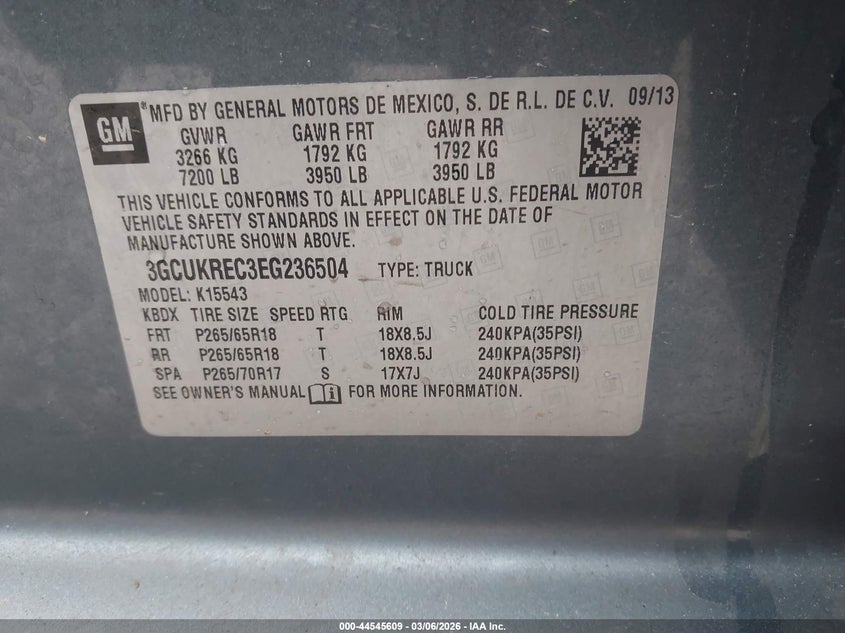 GM
® MFD BY GENERAL MOTORS DE MEXICO, S. DE R.L. DE C.V. 09/13
GVWR GAWR FRT GAWR RR
3266 KG 1792 KG 1792 KG
7200 LB 3950 LB 3950 LB
THIS VEHICLE CONFORMS TO ALL APPLICABLE U.S. FEDERAL MOTOR
VEHICLE SAFETY STANDARDS IN EFFECT ON THE DATE OF
MANUFACTURE SHOWN ABOVE.
3GCUKREC3EG236504 TYPE: TRUCK
MODEL: K15543
KBDX TIRE SIZE SPEED RTG RIM COLD TIRE PRESSURE
FRT P265/65R18 T 18X8.5J 240KPA(35PSI)
RR P265/65R18 T 18X8.5J 240KPA(35PSI)
SPA P265/70R17 S 17X7J 240KPA(35PSI)
SEE OWNER'S MANUAL FOR MORE INFORMATION.
000-44545609 | 03/06/2026 - IAA Inc.